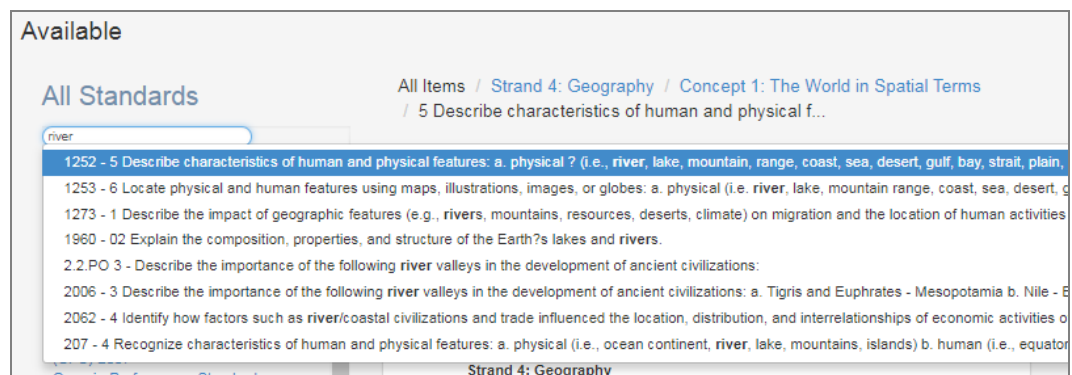 Available
All Standards
All Items / Strand 4: Geography / Concept 1: The World in Spatial Terms
/ 5 Describe characteristics of human and physical f...
river
1252 - 5 Describe characteristics of human and physical features: a. physical ? (i.e., river, lake, mountain, range, coast, sea, desert, gulf, bay, strait, plain,
1253 - 6 Locate physical and human features using maps, illustrations, images, or globes: a. physical (i.e. river, lake, mountain range, coast, sea, desert,
1273 - 1 Describe the impact of geographic features (e.g., rivers, mountains, resources, deserts, climate) on migration and the location of human activities
1960 - 02 Explain the composition, properties, and structure of the Earth?s lakes and rivers.
2.2.PO 3 - Describe the importance of the following river valleys in the development of ancient civilizations:
2006 - 3 Describe the importance of the following river valleys in the development of ancient civilizations: a. Tigris and Euphrates - Mesopotamia b. Nile -
2062 - 4 Identify how factors such as river/coastal civilizations and trade influenced the location, distribution, and interrelationships of economic activities
207 - 4 Recognize characteristics of human and physical features: a. physical (i.e., ocean continent, river, lake, mountains, islands) b. human (i.e., equator
Strand 4: Geography